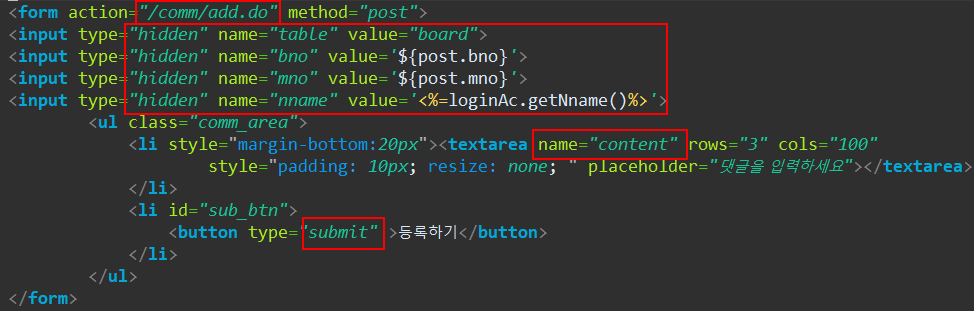 <form action="/comm/add.do" method="post">
<input type="hidden" name="table" value="board">
<input type="hidden" name="bno" value='${post.bno}'>
<input type="hidden" name="mno" value='${post.mno}'>
<input type="hidden" name="nname" value='<%=loginAc.getNname()%>'>
<ul class="comm_area">
<li style="margin-bottom:20px"><textarea name="content" rows="3" cols="100"
style="padding: 10px; resize: none; " placeholder="댓글을 입력하세요"></textarea>
</li>
<li id="sub_btn">
<button type="submit" >등록하기</button>
</li>
</ul>
</form>